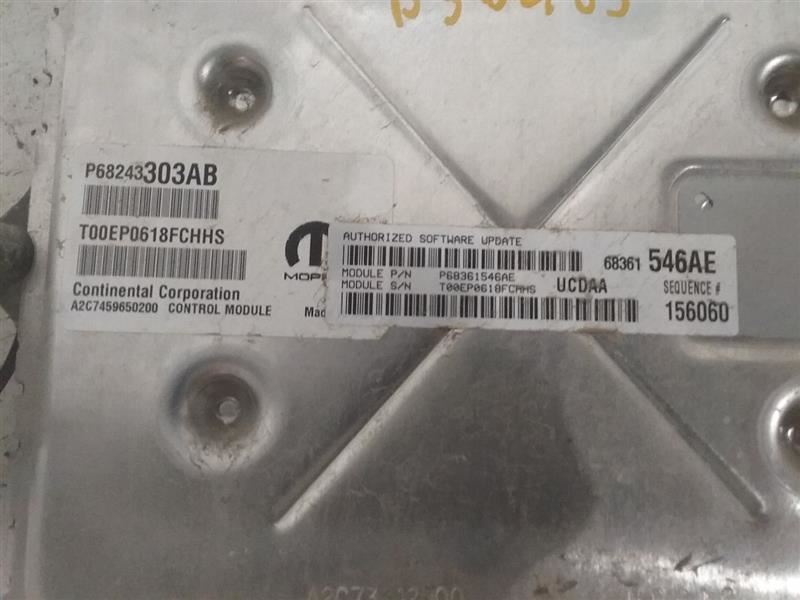 P68243303AB
T00EP0618FCHHS
Continental Corporation
A2C7459650200 CONTROL MODULE
AUTHORIZED SOFTWARE UPDATE
68361 546AE
MODULE P/N P68361546AE
MODULE S/N T00EP0618FCHHS UCDAA
SEQUENCE #
156060